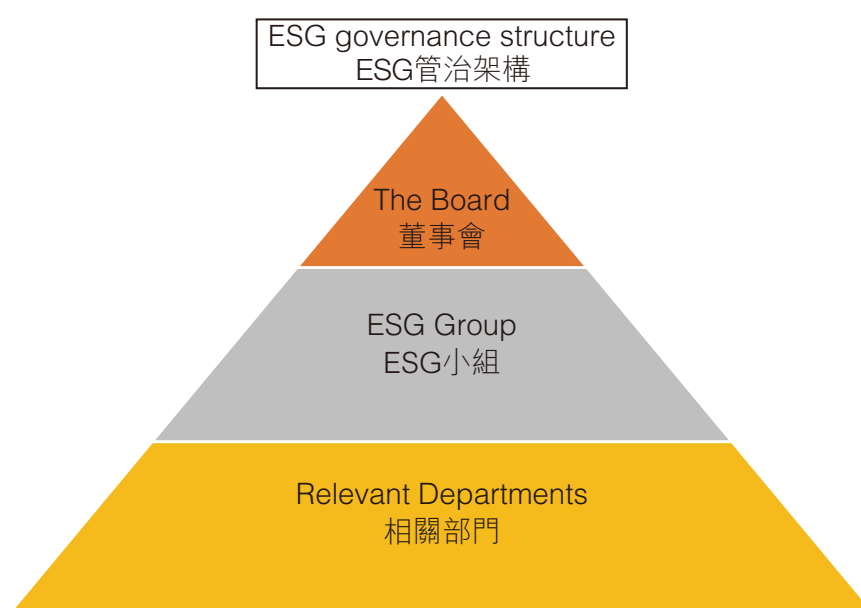 ESG governance structure
ESG管治架構
The Board
董事會
ESG Group
ESG小組
Relevant Departments
相關部門